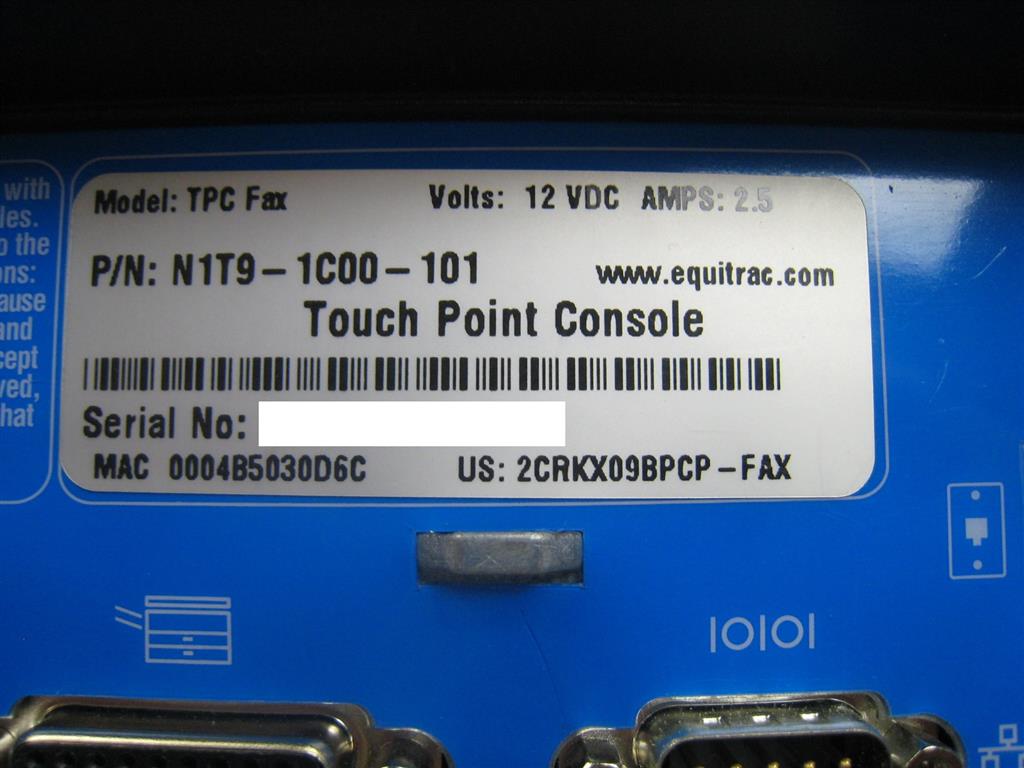 with
ies.
o the
ons:
ause
and
cept
ved,
hat
Model: TPC Fax Volts: 12 VDC AMPS: 2.5
P/N: N1T9-1C00-101 www.equitrac.com
Touch Point Console
Serial No:
MAC 0004B5030D6C US: 2CRKX09BPCP-FAX
IOIOI